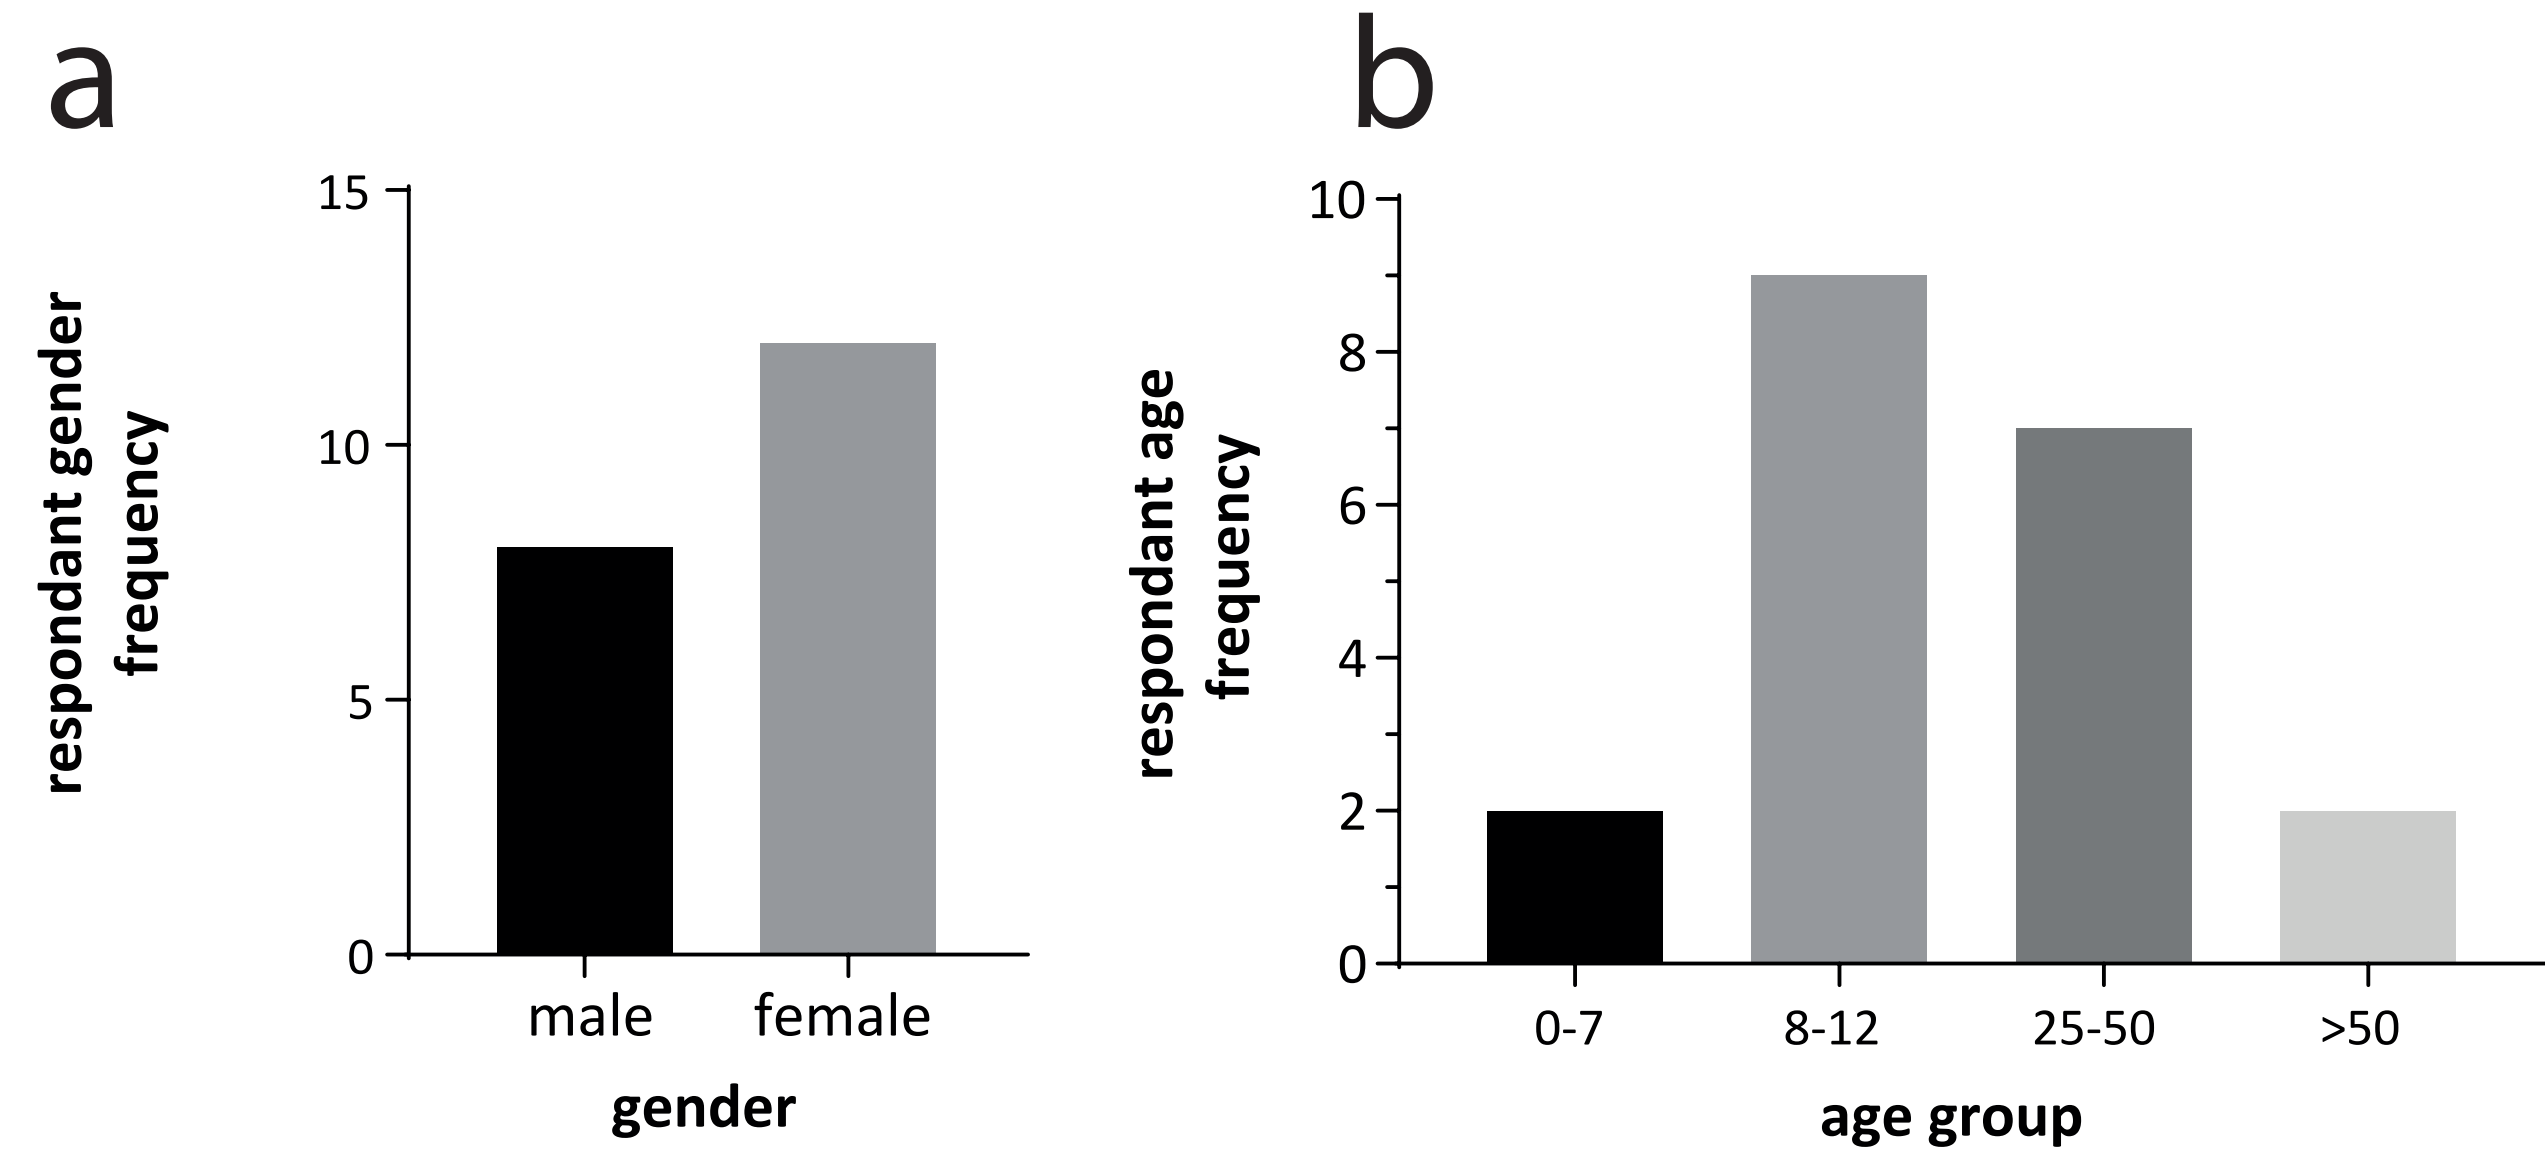 a
respondant gender
frequency
15
10
5
0
male female
gender
b
respondant age
frequency
10
8
6
4
2
0
0-7 8-12 25-50 >50
age group